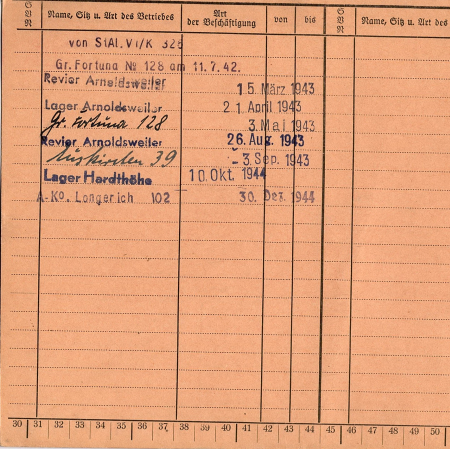 GBR Name, Sitz u. Art des Betriebes Art der Beschäftigung von bis GBR Name, Sitz u. Art des
von StAl. VI/K 326
Gr. Fortuna № 128 am 11.7.42.
Revier Arnoldsweiler 15. März 1943
Lager Arnoldsweiler 21. April 1943
Gr. Fortuna 128 3. Mai 1943
Revier Arnoldsweiler 26. Aug. 1943
39 - 3. Sep. 1943
Lager Hardthöhe 10. Okt. 1944
A-Ko. Longerich 102 30. Dez. 1944
30 31 32 33 34 35 36 37 38 39 40 41 42 43 44 45 46 47 48 49 50